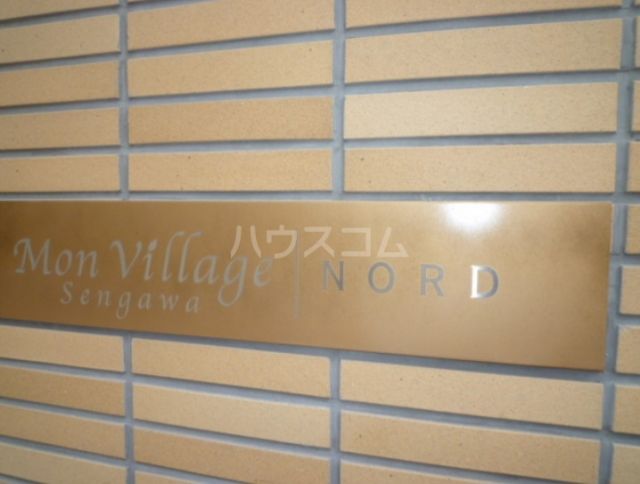 Mon Village
Sengawa
NORD
ハウスコム